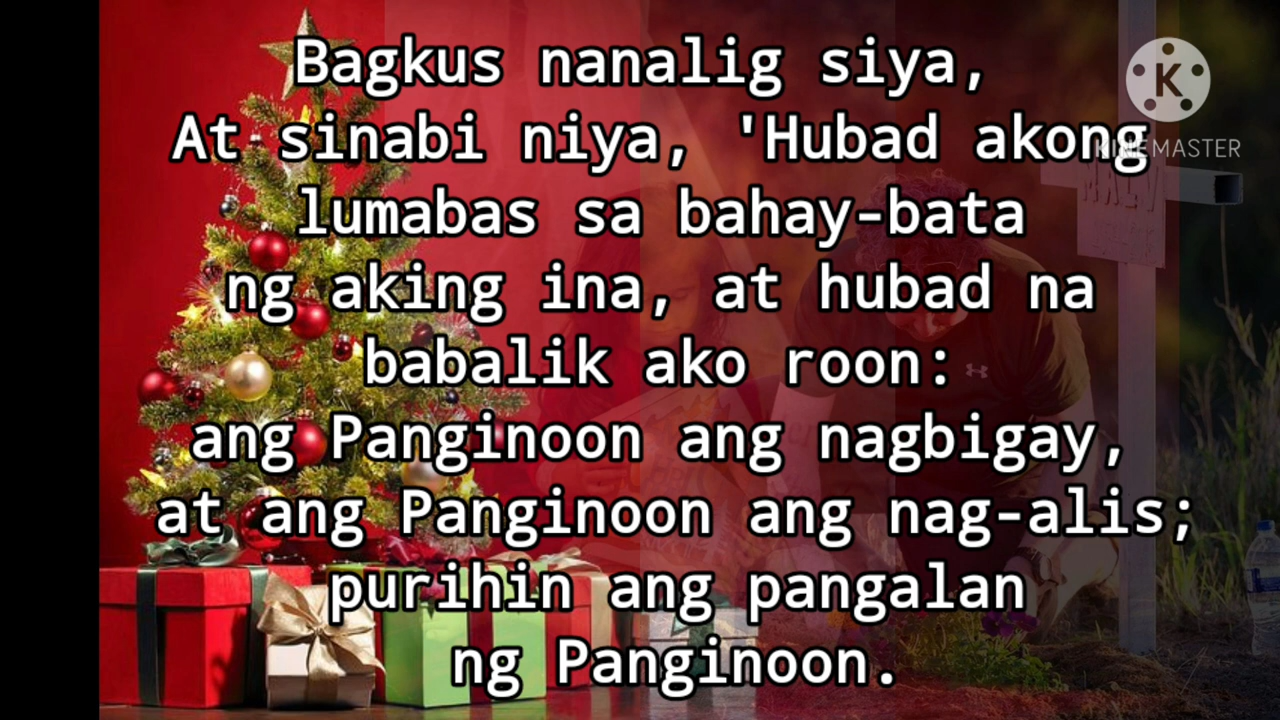 Bagkus nanalig siya,
At sinabi niya, 'Hubad akong
lumabas sa bahay-bata
ng aking ina, at hubad na
babalik ako roon:
ang Panginoon ang nagbigay,
at ang Panginoon ang nag-alis;
purihin ang pangalan
ng Panginoon.
K
KINEMASTER